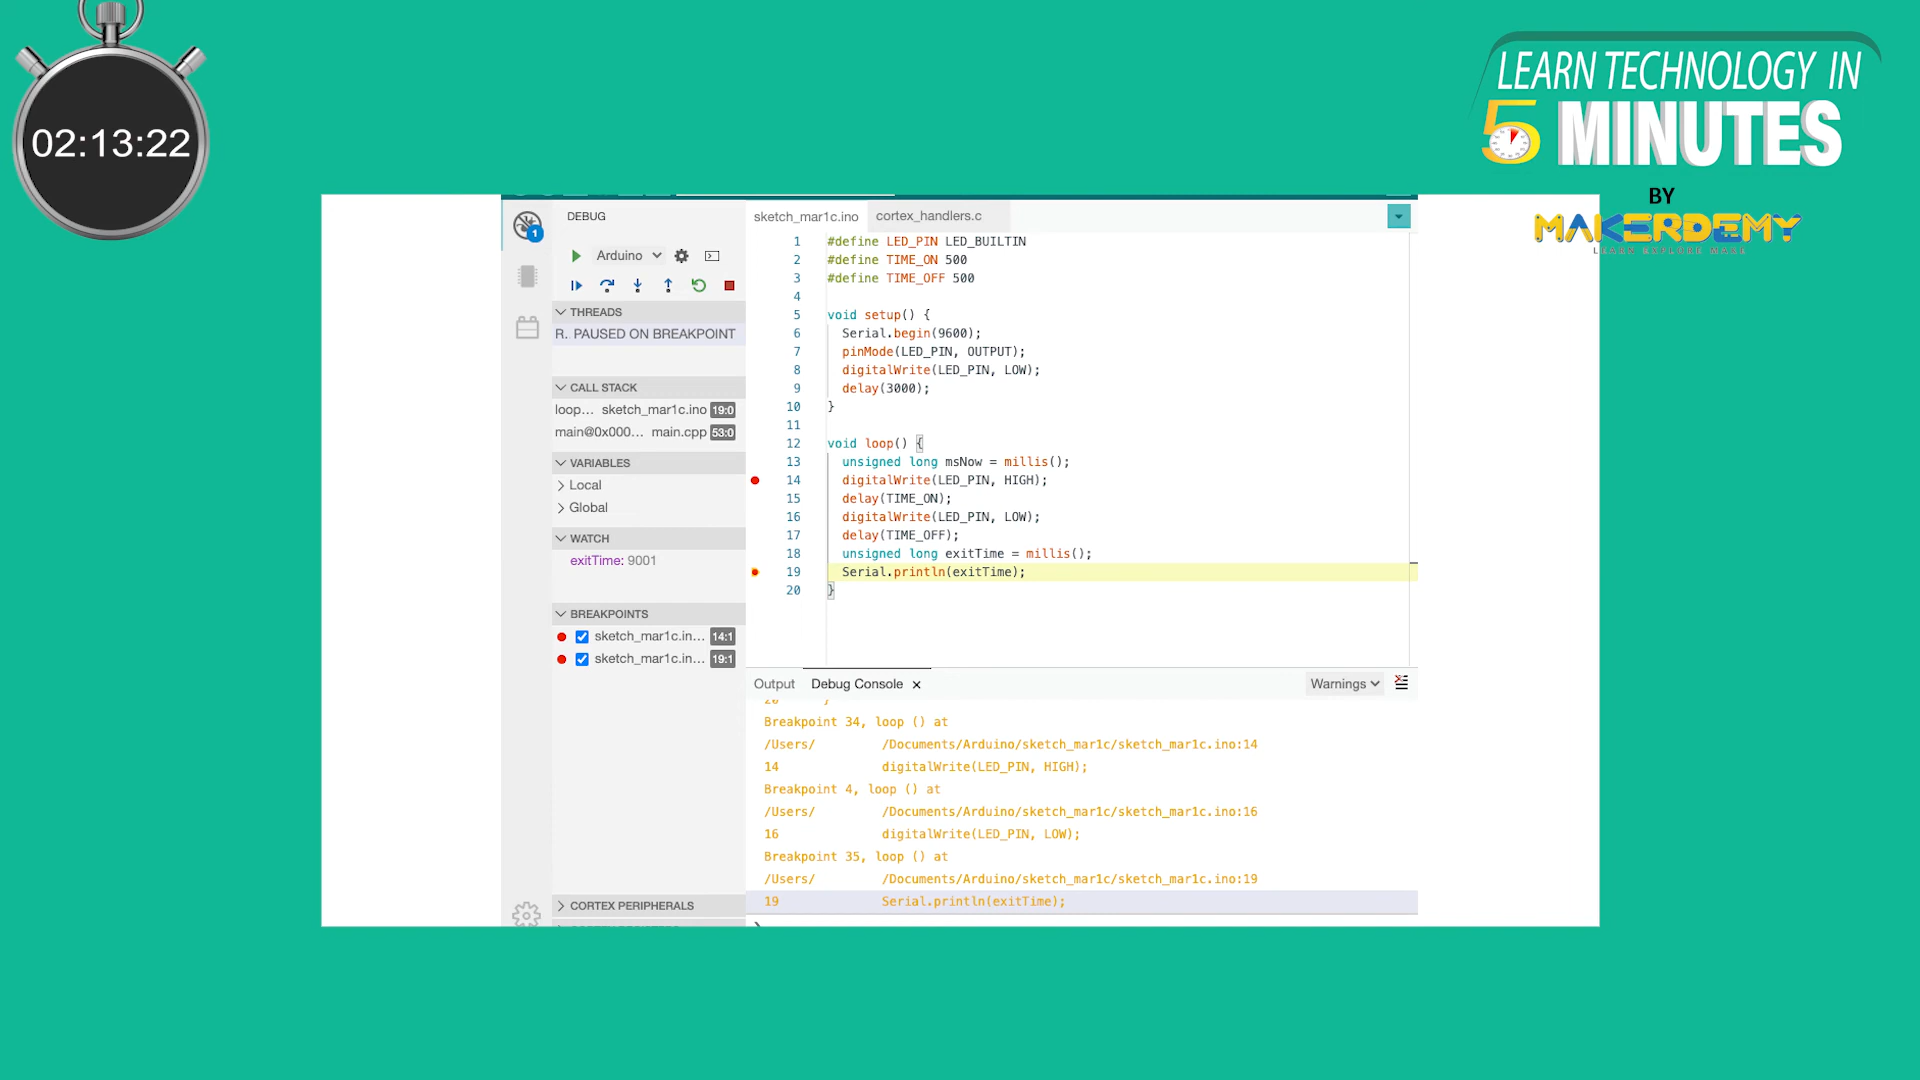 02:13:22
LEARN TECHNOLOGY IN
5 MINUTES
BY
MAKERDEMY
LEARN EXPLORE MAKE
1
DEBUG
Arduino
THREADS
R. PAUSED ON BREAKPOINT
CALL STACK
loop... sketch_mar1c.ino 19:0
main@0x000... main.cpp 53:0
VARIABLES
Local
Global
WATCH
exitTime: 9001
BREAKPOINTS
sketch_mar1c.in... 14:1
sketch_mar1c.in... 19:1
CORTEX PERIPHERALS
sketch_mar1c.ino cortex_handlers.c
1 #define LED_PIN LED_BUILTIN
2 #define TIME_ON 500
3 #define TIME_OFF 500
4
5 void setup() {
6 Serial.begin(9600);
7 pinMode(LED_PIN, OUTPUT);
8 digitalWrite(LED_PIN, LOW);
9 delay(3000);
10 }
11
12 void loop() {
13 unsigned long msNow = millis();
14 digitalWrite(LED_PIN, HIGH);
15 delay(TIME_ON);
16 digitalWrite(LED_PIN, LOW);
17 delay(TIME_OFF);
18 unsigned long exitTime = millis();
19 Serial.println(exitTime);
20 }
Output Debug Console × Warnings
20 }
Breakpoint 34, loop () at
/Users/ /Documents/Arduino/sketch_mar1c/sketch_mar1c.ino:14
14 digitalWrite(LED_PIN, HIGH);
Breakpoint 4, loop () at
/Users/ /Documents/Arduino/sketch_mar1c/sketch_mar1c.ino:16
16 digitalWrite(LED_PIN, LOW);
Breakpoint 35, loop () at
/Users/ /Documents/Arduino/sketch_mar1c/sketch_mar1c.ino:19
19 Serial.println(exitTime);